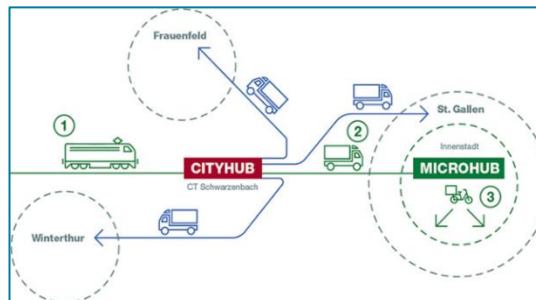 Frauenfeld
1
St. Gallen
2
Innenstadt
CITYHUB
MICROHUB
CT Schwarzenbach
3
Winterthur